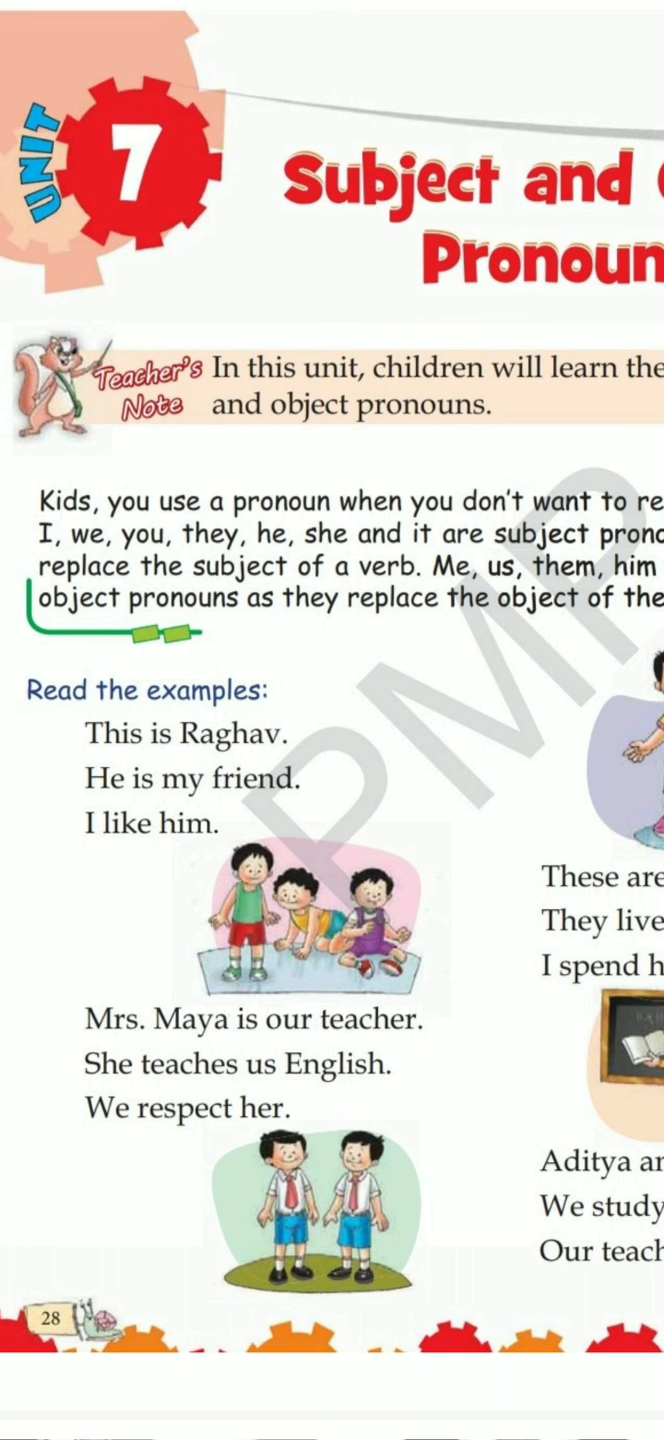 UNIT
7
Subject and
Pronoun
Teacher's
Note
In this unit, children will learn the
and object pronouns.
Kids, you use a pronoun when you don't want to re
I, we, you, they, he, she and it are subject prono
replace the subject of a verb. Me, us, them, him
object pronouns as they replace the object of the
Read the examples:
This is Raghav.
He is my friend.
I like him.
These are
They live
I spend h
Mrs. Maya is our teacher.
She teaches us English.
We respect her.
Aditya an
We study
Our teach
28
PMP